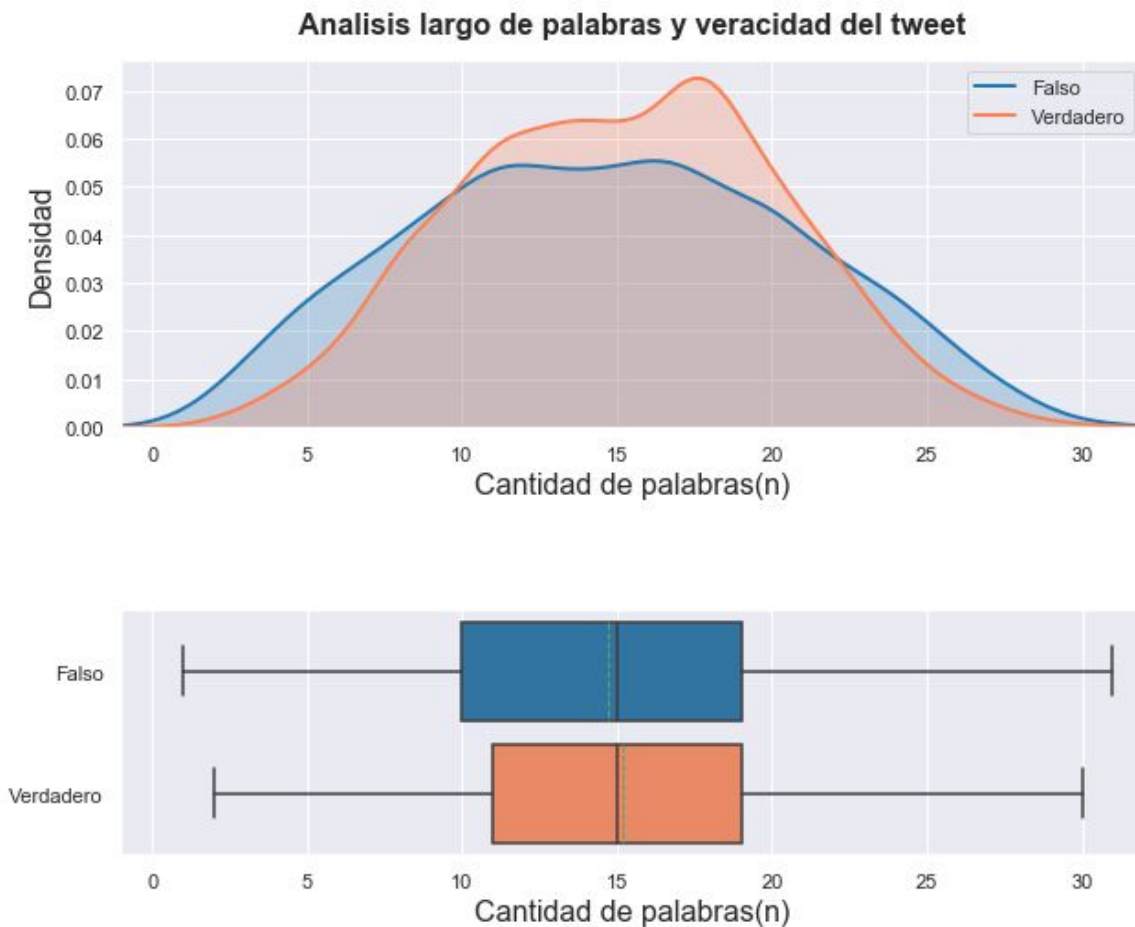 Analisis largo de palabras y veracidad del tweet
Falso
Verdadero
Densidad
0.07
0.06
0.05
0.04
0.03
0.02
0.01
0.00
0 5 10 15 20 25 30
Cantidad de palabras(n)
Falso
Verdadero
0 5 10 15 20 25 30
Cantidad de palabras(n)